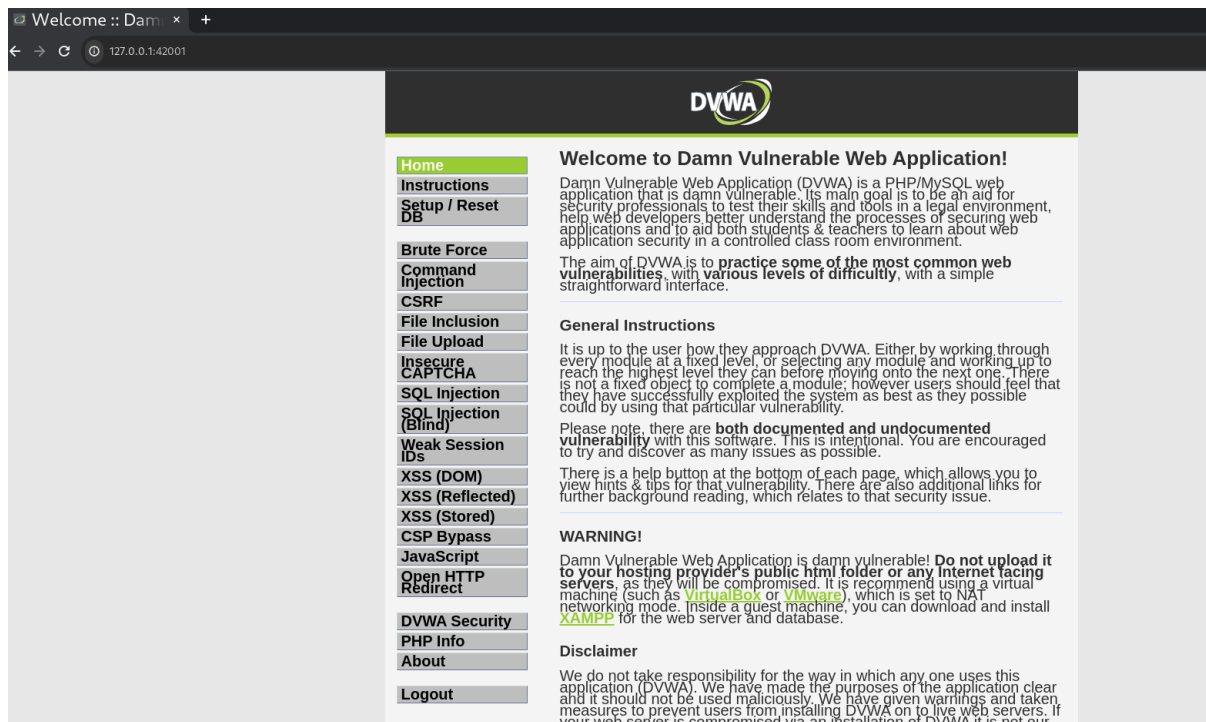 Welcome :: Dam
127.0.0.1:42001
DVWA
Home
Instructions
Setup / Reset
DB
Brute Force
Command
Injection
CSRF
File Inclusion
File Upload
Insecure
CAPTCHA
SQL Injection
SQL Injection
(Blind)
Weak Session
IDs
XSS (DOM)
XSS (Reflected)
XSS (Stored)
CSP Bypass
JavaScript
Open HTTP
Redirect
DVWA Security
PHP Info
About
Logout
Welcome to Damn Vulnerable Web Application!
Damn Vulnerable Web Application (DVWA) is a PHP/MySQL web
application that is damn vulnerable. Its main goal is to be an aid for
security professionals to test their skills and tools in a legal environment,
help web developers better understand the processes of securing web
applications and to aid both students & teachers to learn about web
application security in a controlled class room environment.
The aim of DVWA is to practice some of the most common web
vulnerabilities, with various levels of difficultly, with a simple
straightforward interface.
General Instructions
It is up to the user how they approach DVWA. Either by working through
every module at a fixed level, or selecting any module and working up to
reach the highest level they can before moving onto the next one. There
is not a fixed object to complete a module; however users should feel that
they have successfully exploited the system as best as they possible
could by using that particular vulnerability.
Please note, there are both documented and undocumented
vulnerability with this software. This is intentional. You are encouraged
to try and discover as many issues as possible.
There is a help button at the bottom of each page, which allows you to
view hints & tips for that vulnerability. There are also additional links for
further background reading, which relates to that security issue.
WARNING!
Damn Vulnerable Web Application is damn vulnerable! Do not upload it
to your hosting provider's public html folder or any Internet facing
servers, as they will be compromised. It is recommend using a virtual
machine (such as VirtualBox or VMware), which is set to NAT
networking mode. Inside a guest machine, you can download and install
XAMPP for the web server and database.
Disclaimer
We do not take responsibility for the way in which any one uses this
application (DVWA). We have made the purposes of the application clear
and it should not be used maliciously. We have given warnings and taken
measures to prevent users from installing DVWA on to live web servers. If
your web server is compromised via an installation of DVWA it is not our